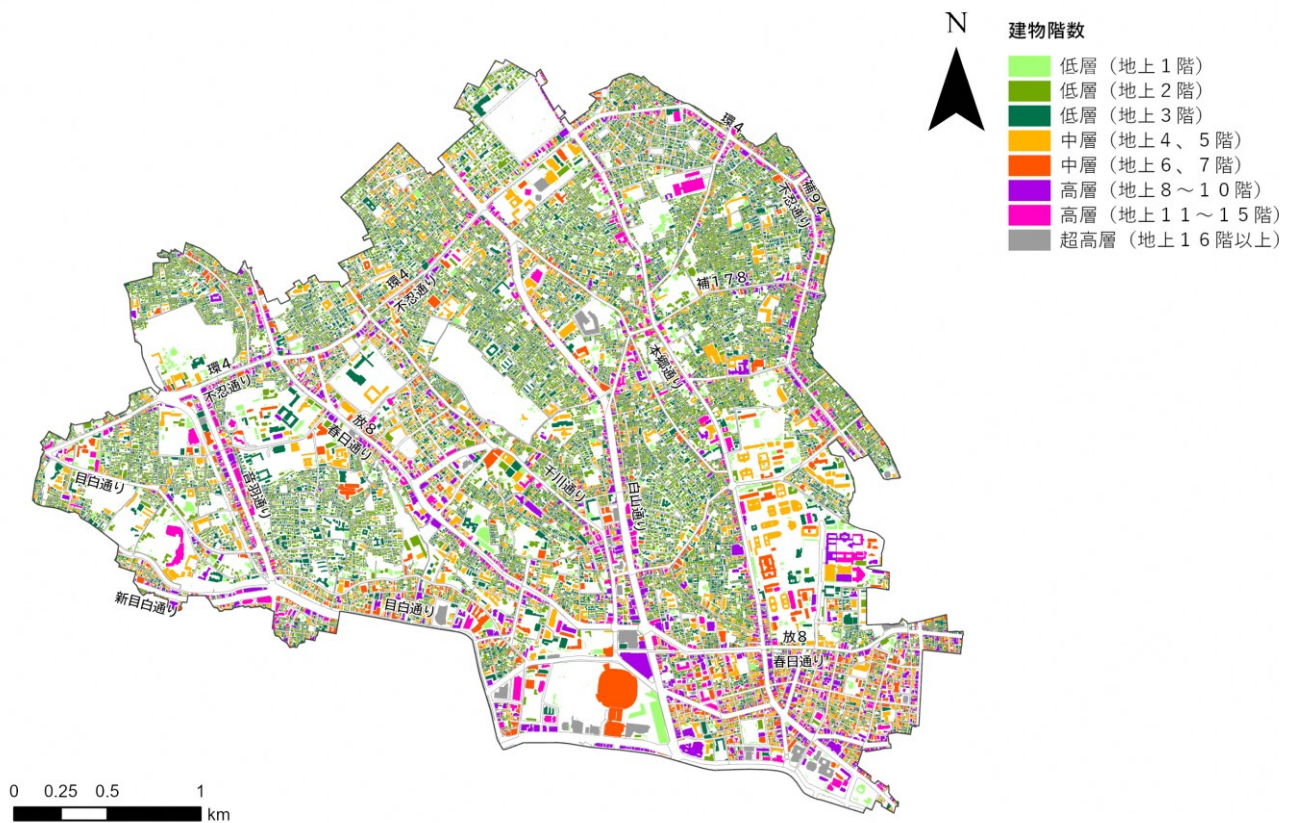 N
建物階数
低層（地上１階）
低層（地上２階）
低層（地上３階）
中層（地上４、５階）
中層（地上６、７階）
高層（地上８～１０階）
高層（地上１１～１５階）
超高層（地上１６階以上）
環4
補94
不忍通り
補178
環4
不忍通り
本郷通り
環4
不忍通り
放8
春日通り
千川通り
白山通り
目白通り
音羽通り
新目白通り
目白通り
放8
春日通り
0 0.25 0.5 1
km